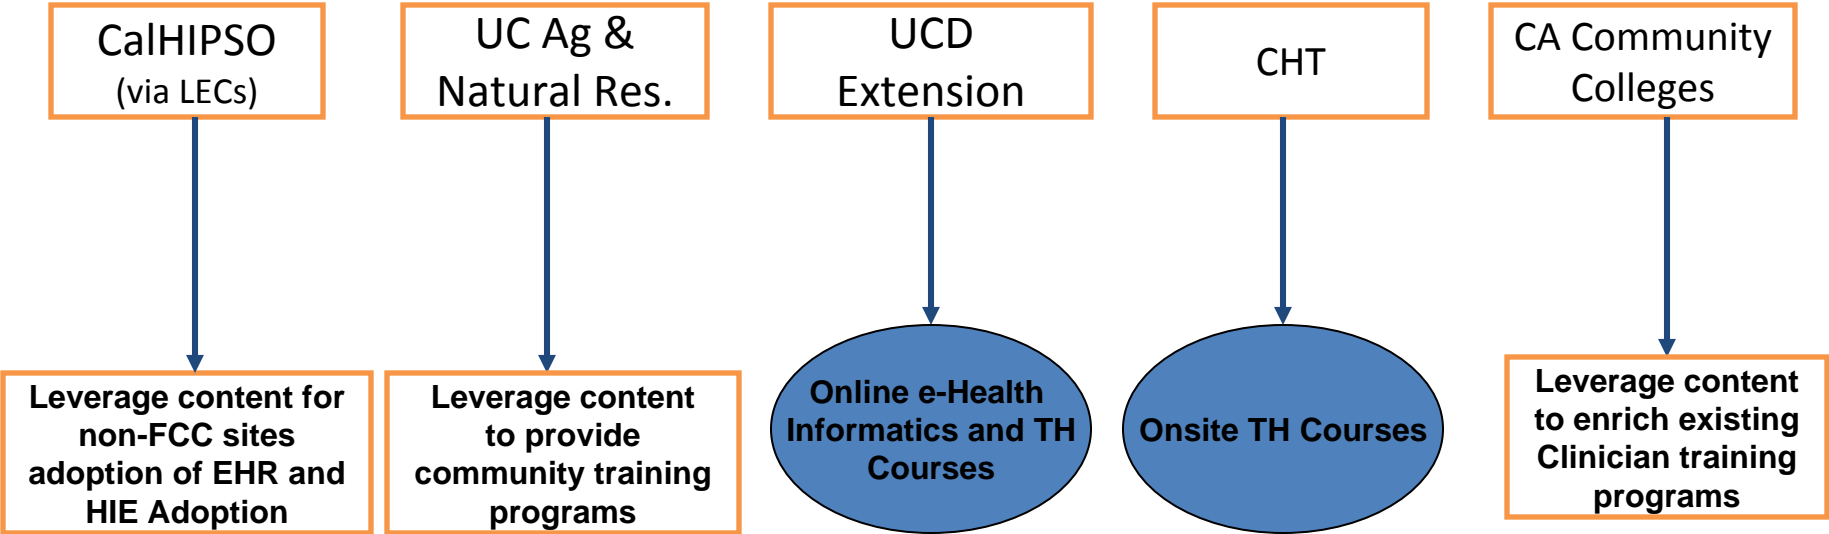 CalHIPSO
(via LECs)
UC Ag &
Natural Res.
UCD
Extension
CHT
CA Community
Colleges
Leverage content for
non-FCC sites
adoption of EHR and
HIE Adoption
Leverage content
to provide
community training
programs
Online e-Health
Informatics and TH
Courses
Onsite TH Courses
Leverage content
to enrich existing
Clinician training
programs